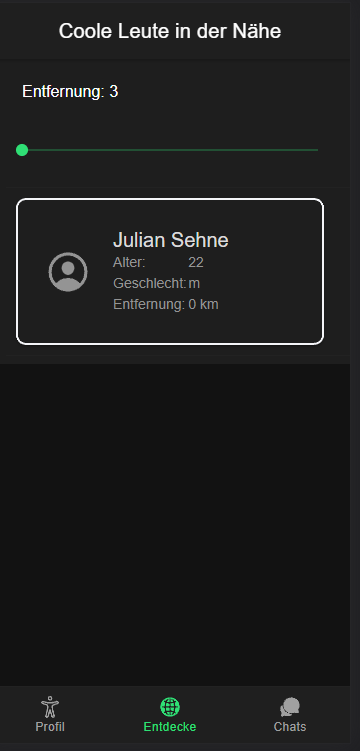 Coole Leute in der Nähe
Entfernung: 3
Julian Sehne
Alter: 22
Geschlecht: m
Entfernung: 0 km
Profil
Entdecke
Chats